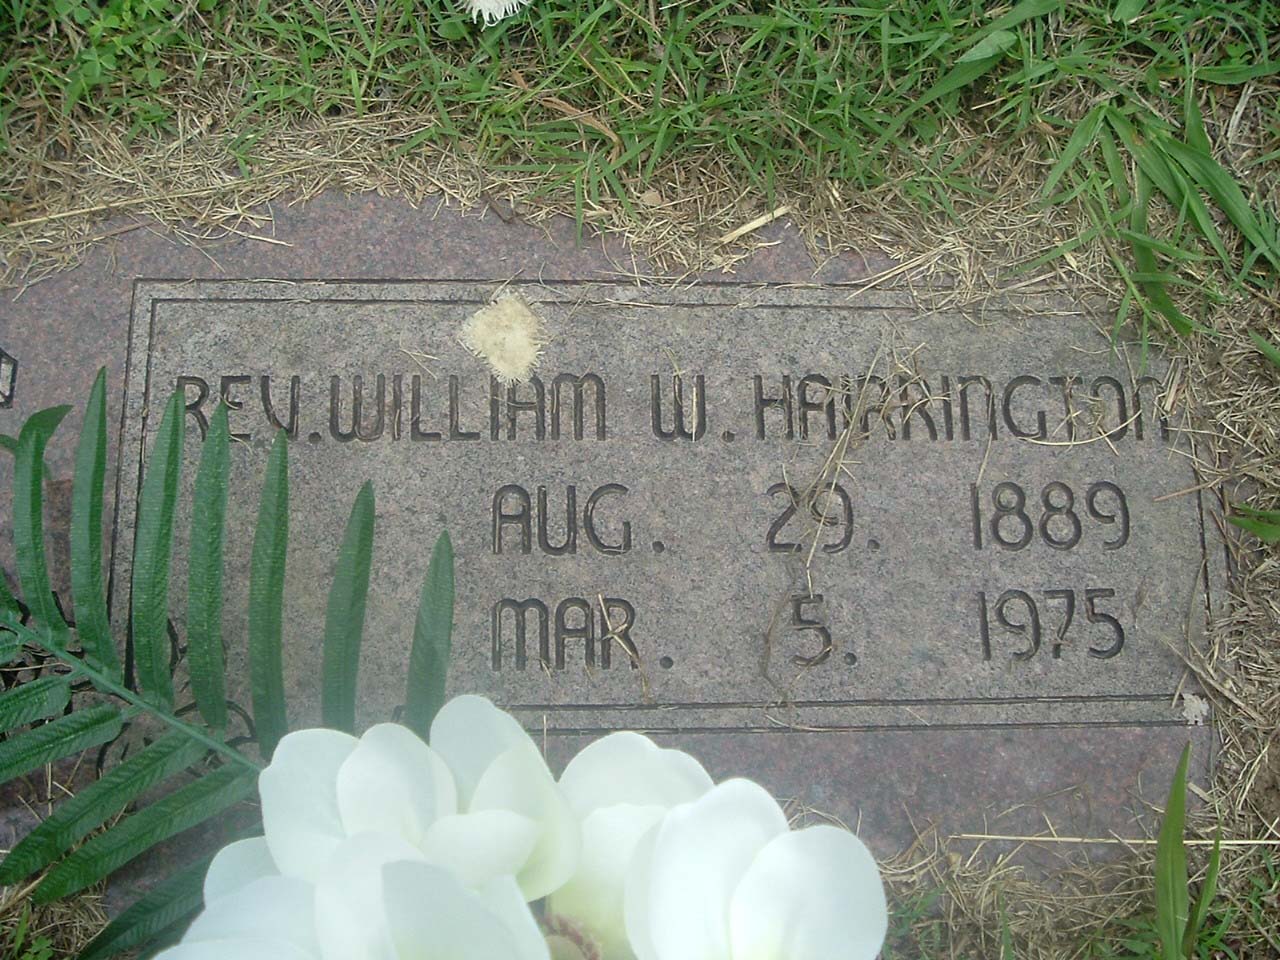 REV. WILLIAM W. HARRINGTON
AUG. 29. 1889
MAR. 5. 1975